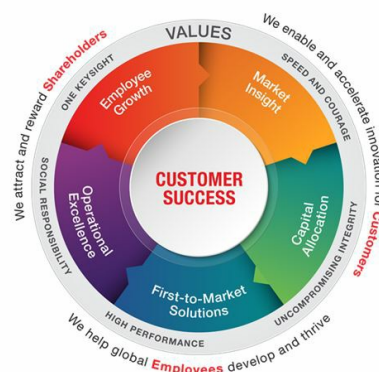 VALUES
We attract and reward Shareholders
We enable and accelerate innovation for Customers
We help global Employees develop and thrive
ONE KEYSIGHT
SPEED AND COURAGE
UNCOMPROMISING INTEGRITY
HIGH PERFORMANCE
SOCIAL RESPONSIBILITY
Employee
Growth
Market
Insight
Capital
Allocation
First-to-Market
Solutions
Operational
Excellence
CUSTOMER
SUCCESS